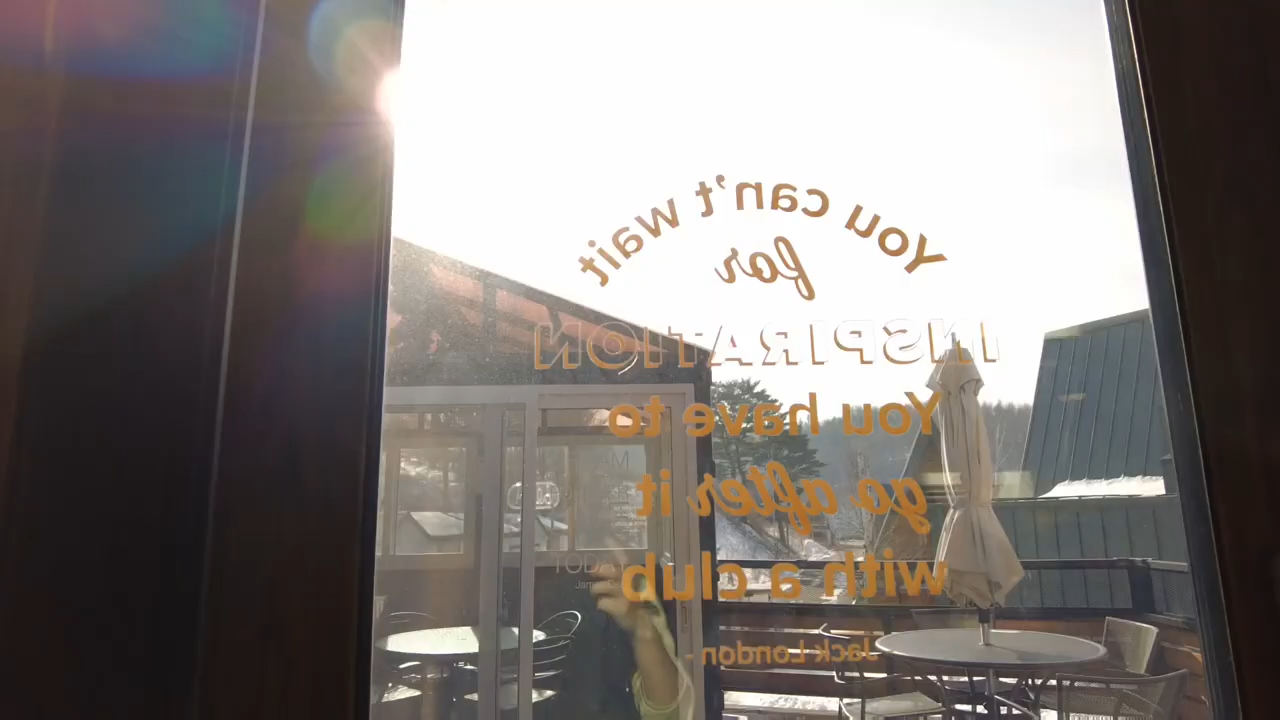 You can't wait
for
INSPIRATION
You have to
go after it
with a club
Jack London -